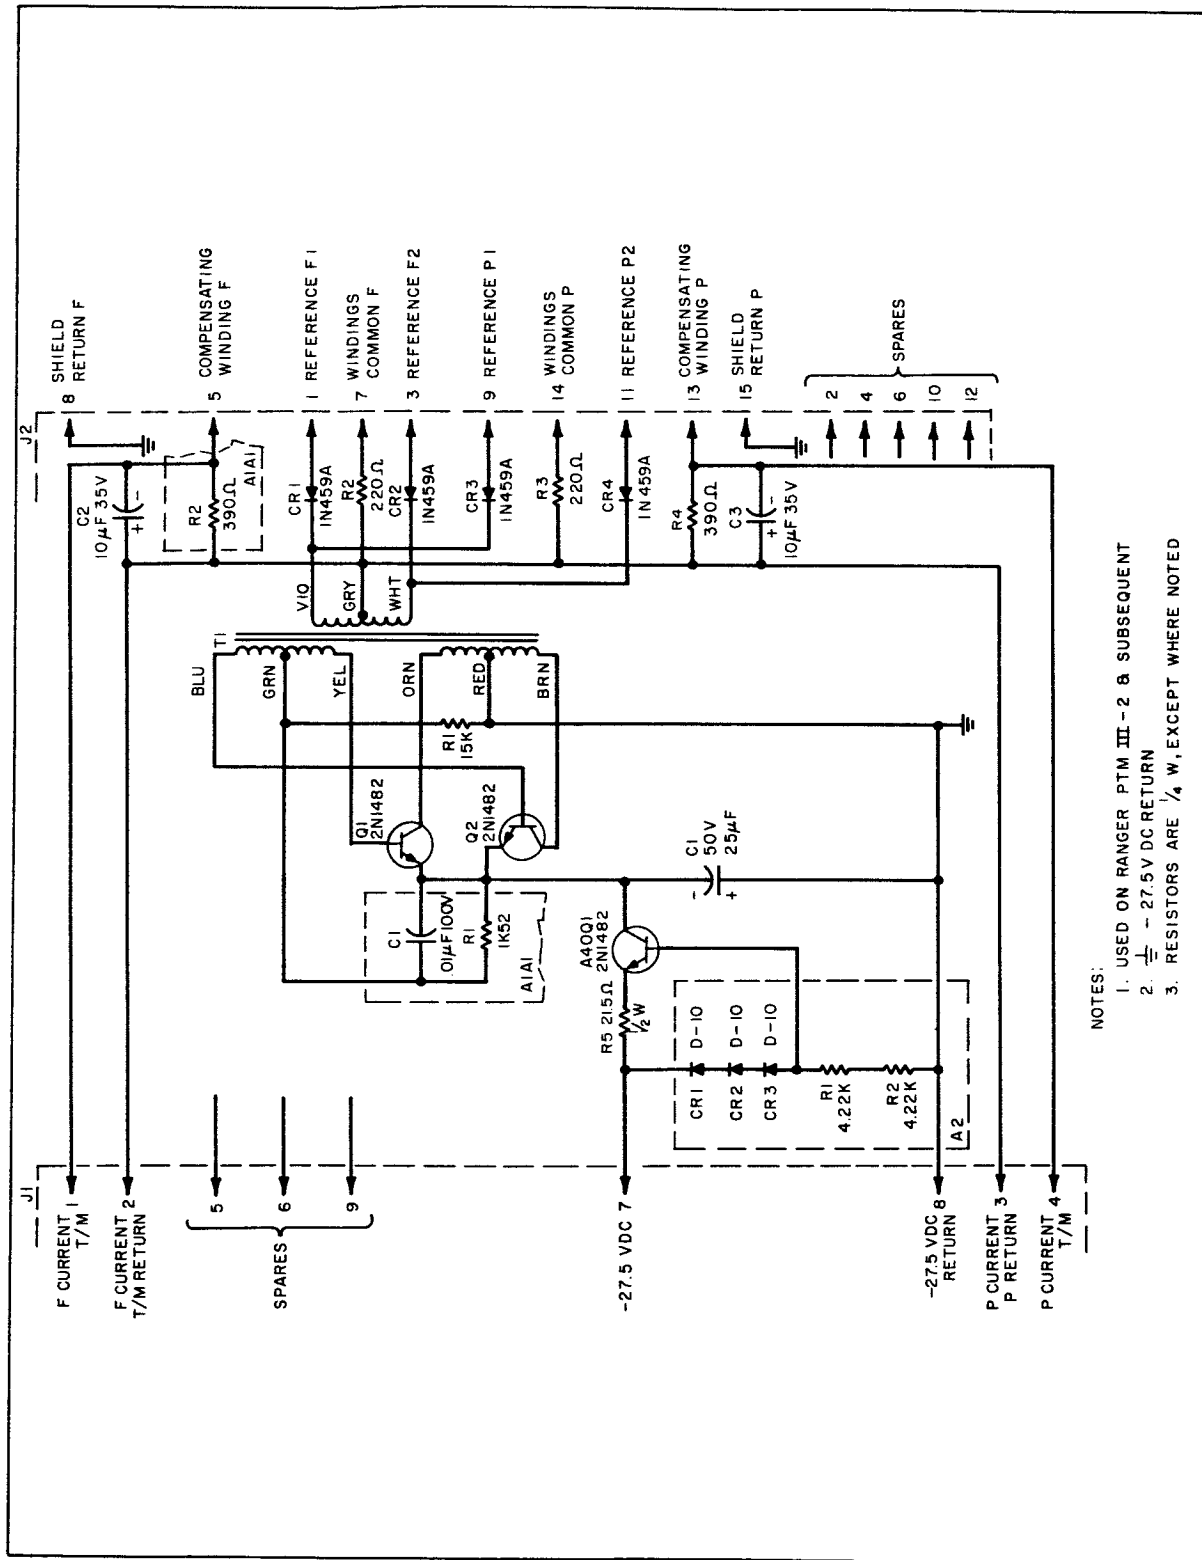 J1
F CURRENT 1
T/M
F CURRENT 2
T/M RETURN
5
SPARES 6
9
-27.5 VDC 7
-27.5 VDC 8
RETURN
P CURRENT 3
P RETURN
P CURRENT 4
T/M
CR1 D-10
CR2 D-10
CR3 D-10
R1
4.22K
R2
4.22K
A2
R5 21.5Ω
1/2 W
A40Q1
2N1482
C1
.01µF 100V
R1
1K52
A1A1
C1
50V
25µF
Q1
2N1482
Q2
2N1482
R1
15K
BLU
GRN
YEL
ORN
RED
BRN
T1
VIO
GRY
WHT
C2
10µF 35V
+ -
R2
390Ω
A1A1
CR1
1N459A
R2
220Ω
CR2
1N459A
CR3
1N459A
R3
220Ω
CR4
1N459A
R4
390Ω
C3
+ -
10µF 35V
- +
J2
8 SHIELD
RETURN F
5 COMPENSATING
WINDING F
1 REFERENCE F1
7 WINDINGS
COMMON F
3 REFERENCE F2
9 REFERENCE P1
14 WINDINGS
COMMON P
11 REFERENCE P2
13 COMPENSATING
WINDING P
15 SHIELD
RETURN P
2
4
6 SPARES
10
12
NOTES:
1. USED ON RANGER PTM III-2 & SUBSEQUENT
2. - 27.5 V DC RETURN
3. RESISTORS ARE 1/4 W, EXCEPT WHERE NOTED